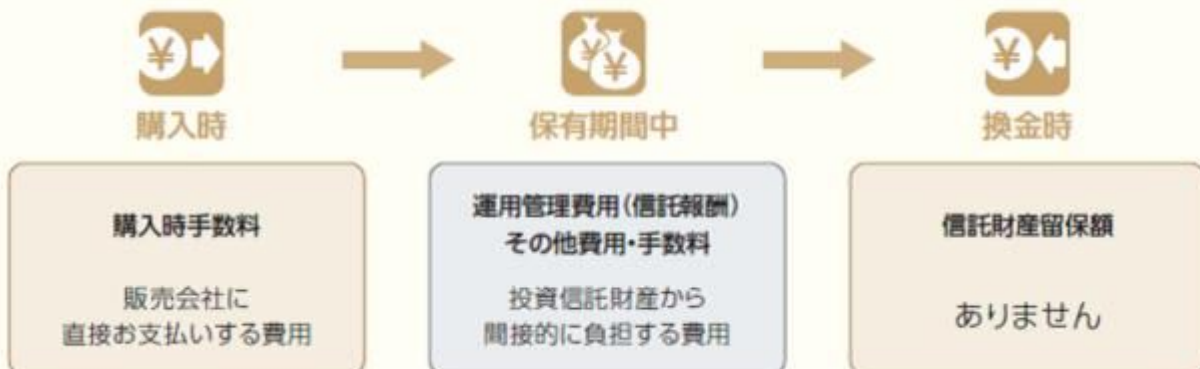 購入時
保有期間中
換金時
購入時手数料
販売会社に
直接お支払いする費用
運用管理費用(信託報酬)
その他費用・手数料
投資信託財産から
間接的に負担する費用
信託財産留保額
ありません